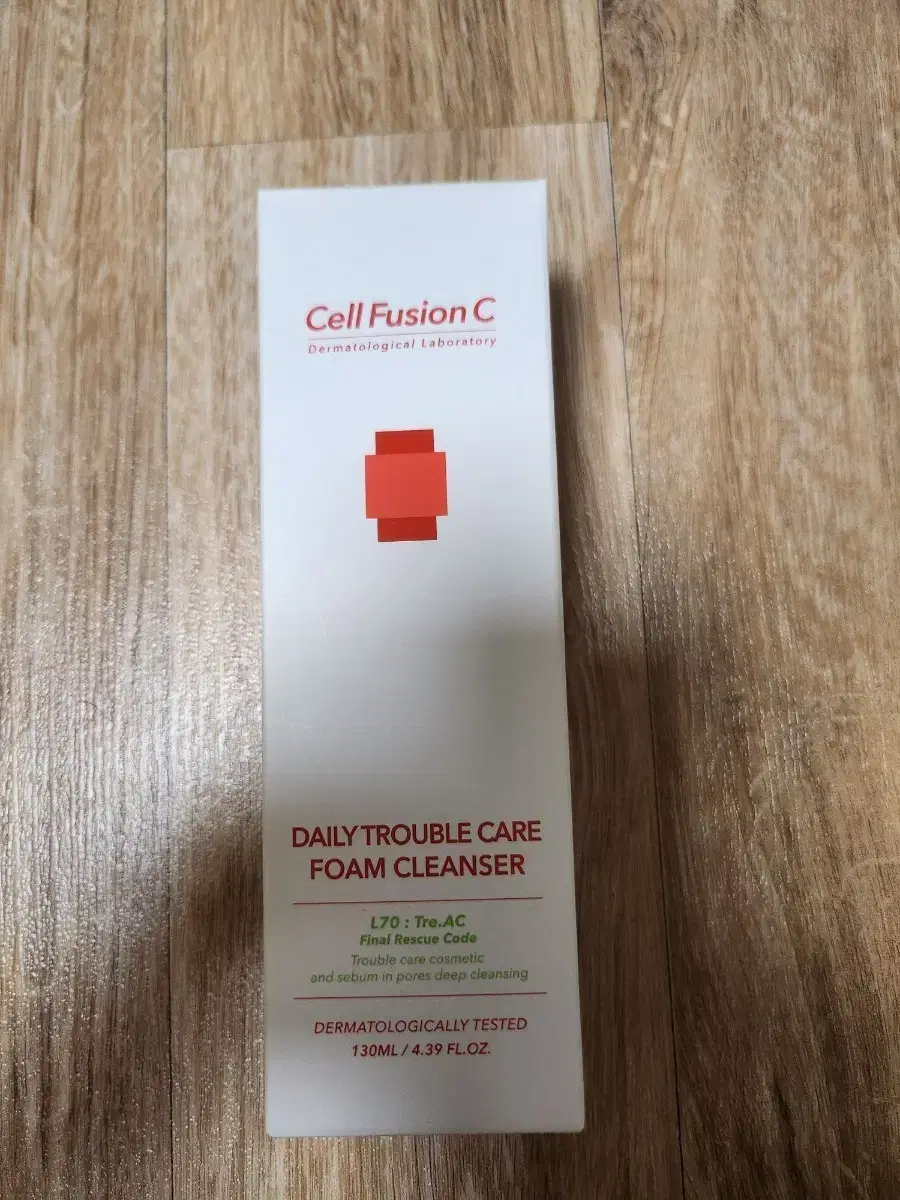 Cell Fusion C
Dermatological Laboratory
DAILY TROUBLE CARE
FOAM CLEANSER
L70 : Tre.AC
Final Rescue Code
Trouble care cosmetic
and sebum in pores deep cleansing
DERMATOLOGICALLY TESTED
130ML / 4.39 FL.OZ.